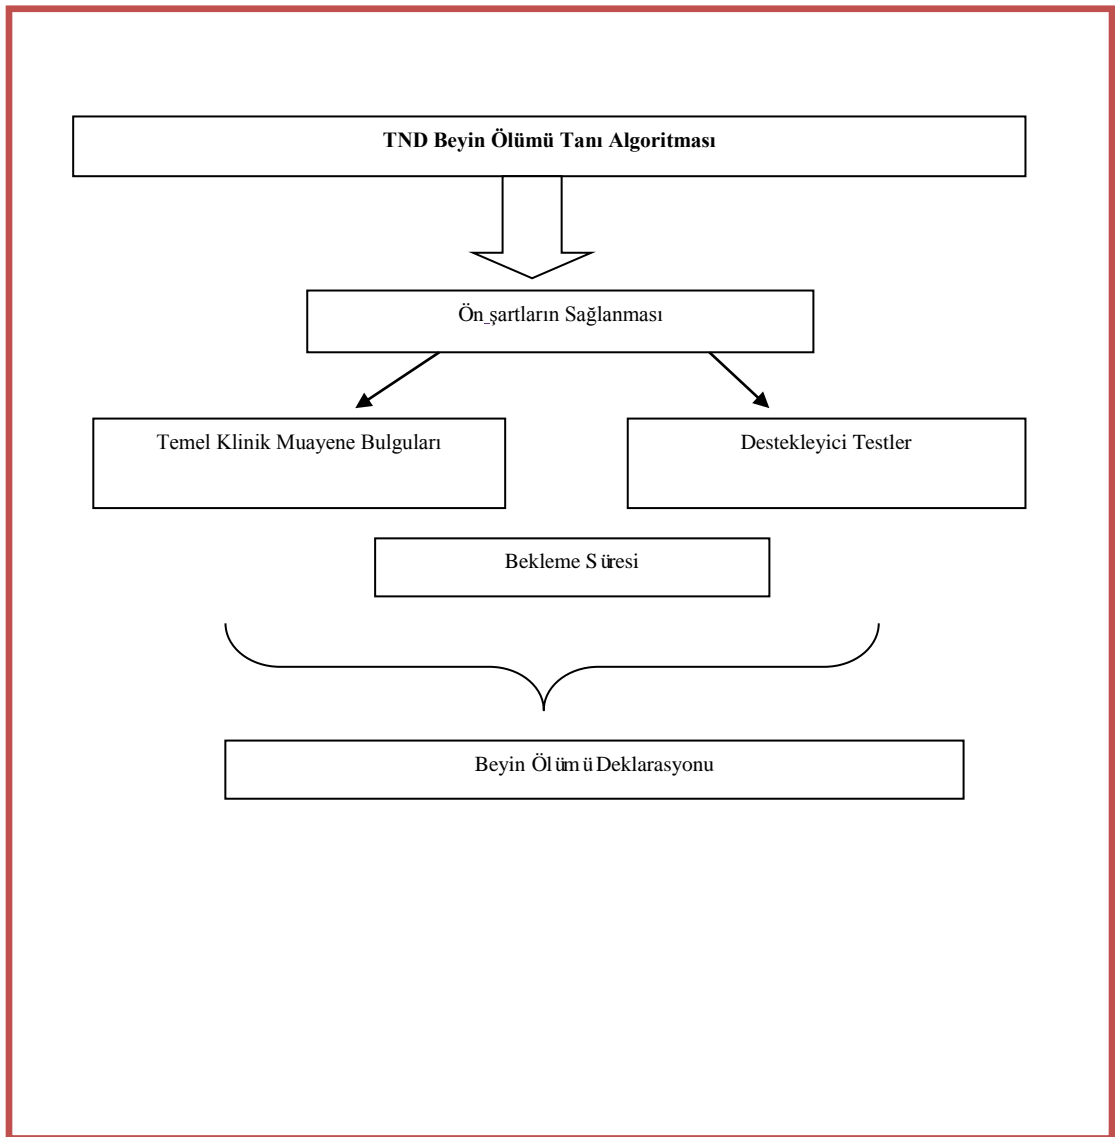 TND Beyin Ölümü Tanı Algoritması
Ön şartların Sağlanması
Temel Klinik Muayene Bulguları
Destekleyici Testler
Bekleme Süresi
Beyin Ölümü Deklarasyonu